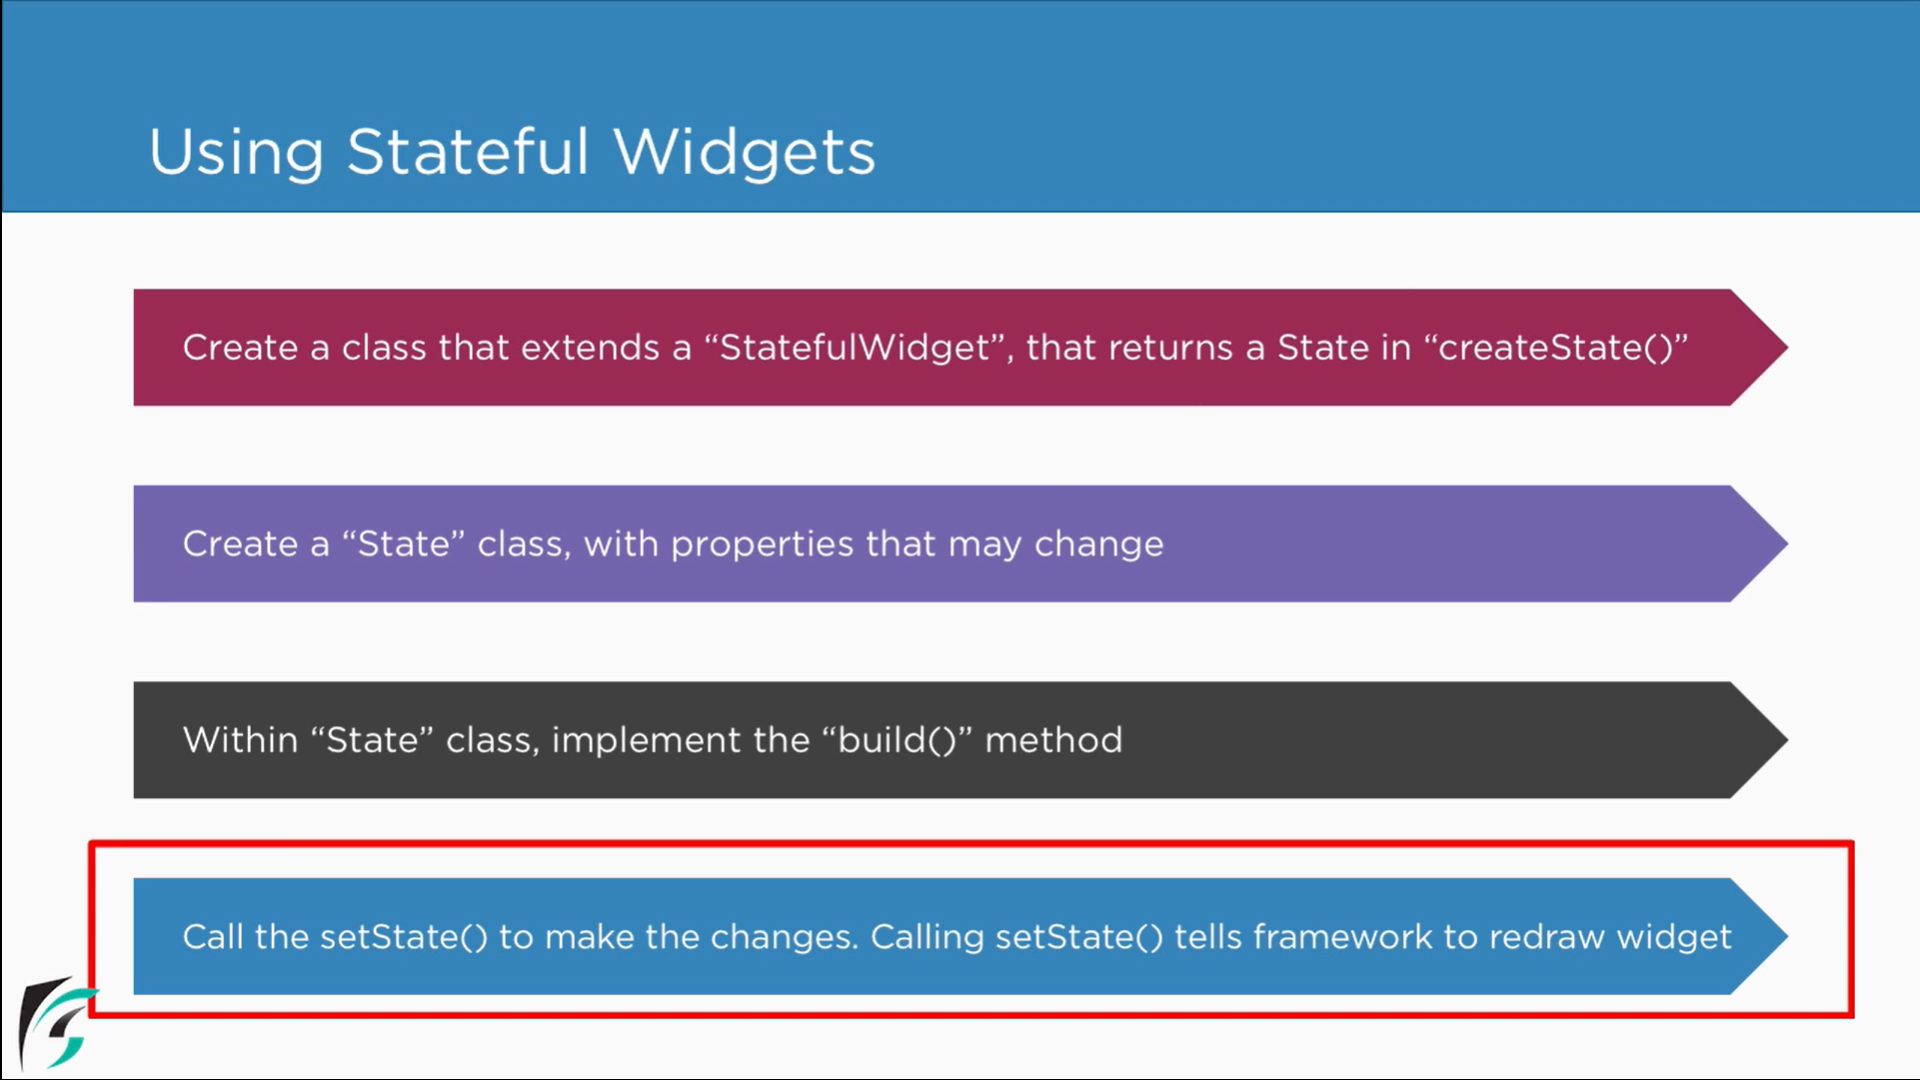 Using Stateful Widgets
Create a class that extends a “StatefulWidget”, that returns a State in “createState()”
Create a “State” class, with properties that may change
Within “State” class, implement the “build()” method
Call the setState() to make the changes. Calling setState() tells framework to redraw widget